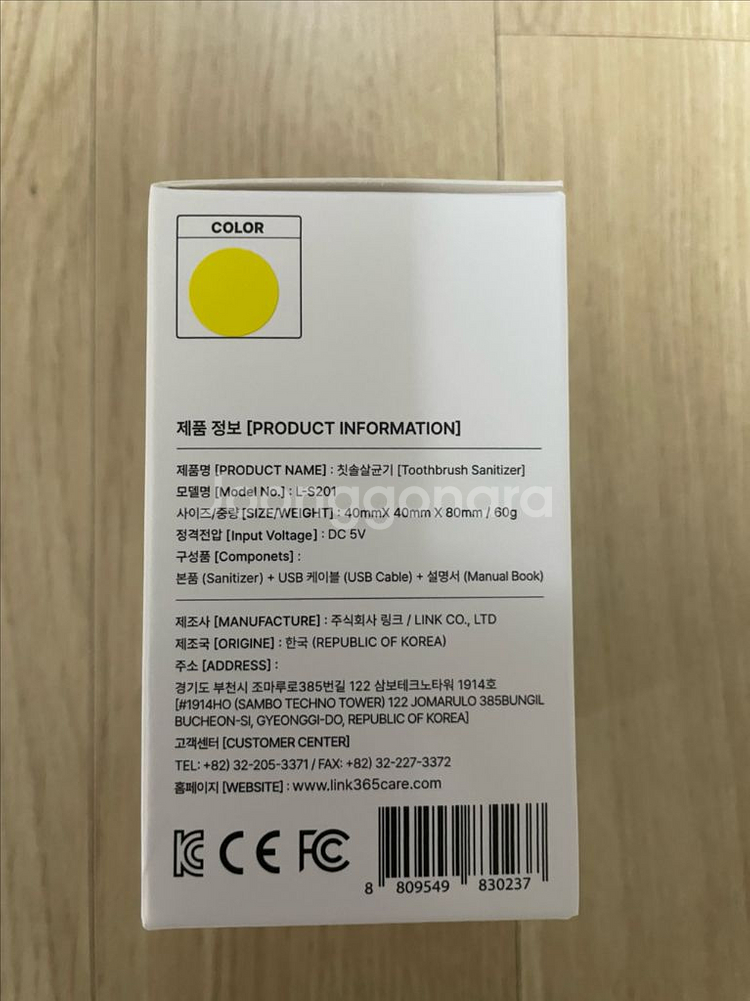 COLOR
제품 정보 [PRODUCT INFORMATION]
제품명 [PRODUCT NAME] : 칫솔살균기 [Toothbrush Sanitizer]
모델명 [Model No.] : L-S201
사이즈/중량 [SIZE/WEIGHT] : 40mmX 40mm X 80mm / 60g
정격전압 [Input Voltage] : DC 5V
구성품 [Componets] :
본품 (Sanitizer) + USB 케이블 (USB Cable) + 설명서 (Manual Book)
제조사 [MANUFACTURE] : 주식회사 링크 / LINK CO., LTD
제조국 [ORIGINE] : 한국 (REPUBLIC OF KOREA)
주소 [ADDRESS] :
경기도 부천시 조마루로385번길 122 삼보테크노타워 1914호
[#1914HO (SAMBO TECHNO TOWER) 122 JOMARULO 385BUNGIL
BUCHEON-SI, GYEONGGI-DO, REPUBLIC OF KOREA]
고객센터 [CUSTOMER CENTER]
TEL: +82) 32-205-3371 / FAX: +82) 32-227-3372
홈페이지 [WEBSITE] : www.link365care.com
KC CE FC
8 809549 830237
Joonggonara